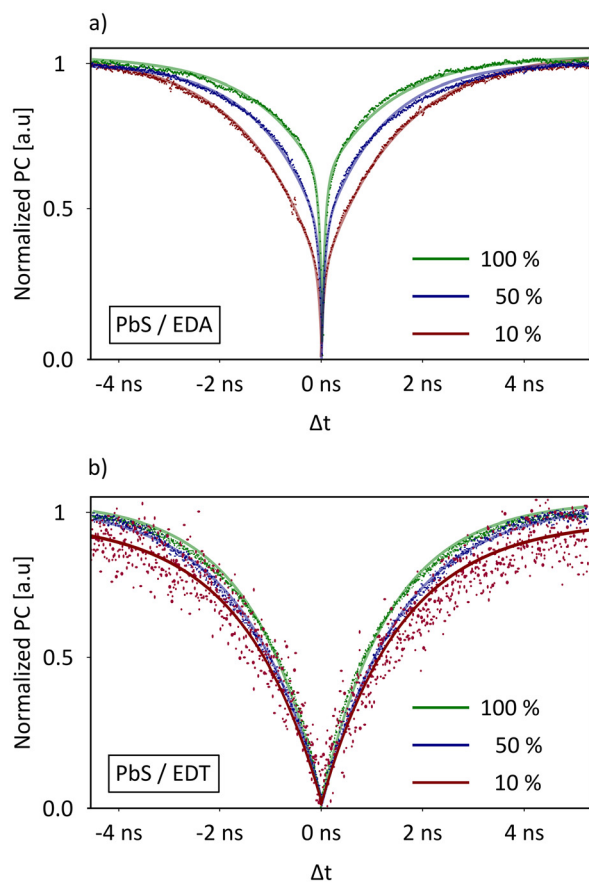 a)
Normalized PC [a.u]
1
0.5
0.0
PbS / EDA
100 %
50 %
10 %
-4 ns -2 ns 0 ns 2 ns 4 ns
Δt
b)
Normalized PC [a.u]
1
0.5
0.0
PbS / EDT
100 %
50 %
10 %
-4 ns -2 ns 0 ns 2 ns 4 ns
Δt